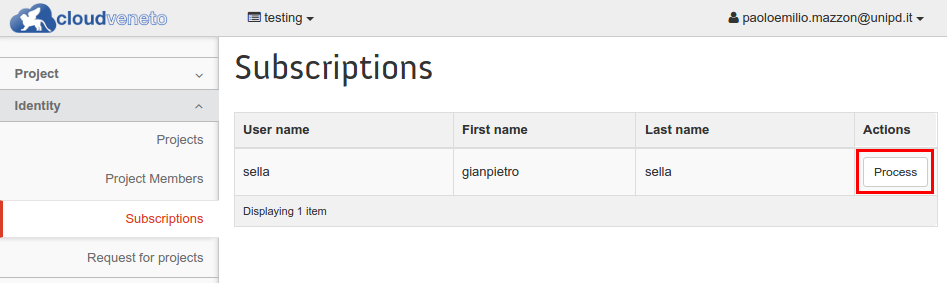 cloudveneto
testing
paoloemilio.mazzon@unipd.it
Project
Identity
Projects
Project Members
Subscriptions
Request for projects
Subscriptions
User name First name Last name Actions
sella gianpietro sella Process
Displaying 1 item